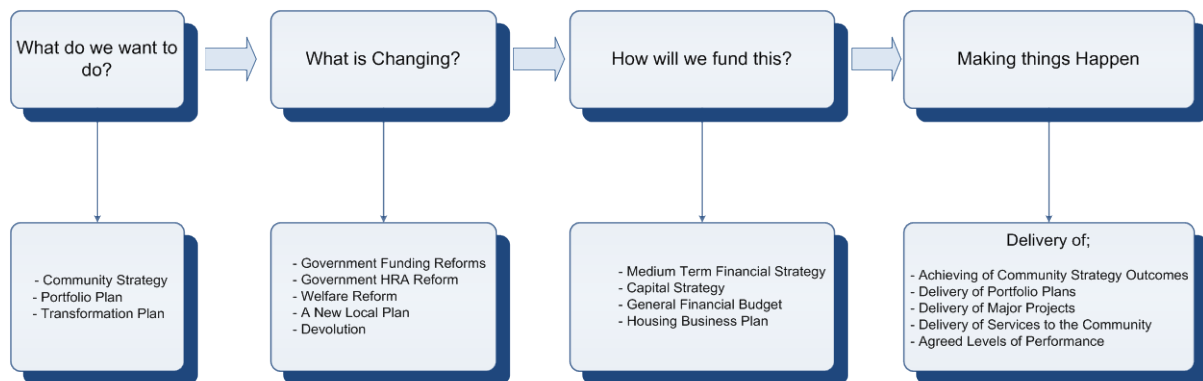 What do we want to
do?
What is Changing?
How will we fund this?
Making things Happen
- Community Strategy
- Portfolio Plan
- Transformation Plan
- Government Funding Reforms
- Government HRA Reform
- Welfare Reform
- A New Local Plan
- Devolution
- Medium Term Financial Strategy
- Capital Strategy
- General Financial Budget
- Housing Business Plan
Delivery of;
- Achieving of Community Strategy Outcomes
- Delivery of Portfolio Plans
- Delivery of Major Projects
- Delivery of Services to the Community
- Agreed Levels of Performance